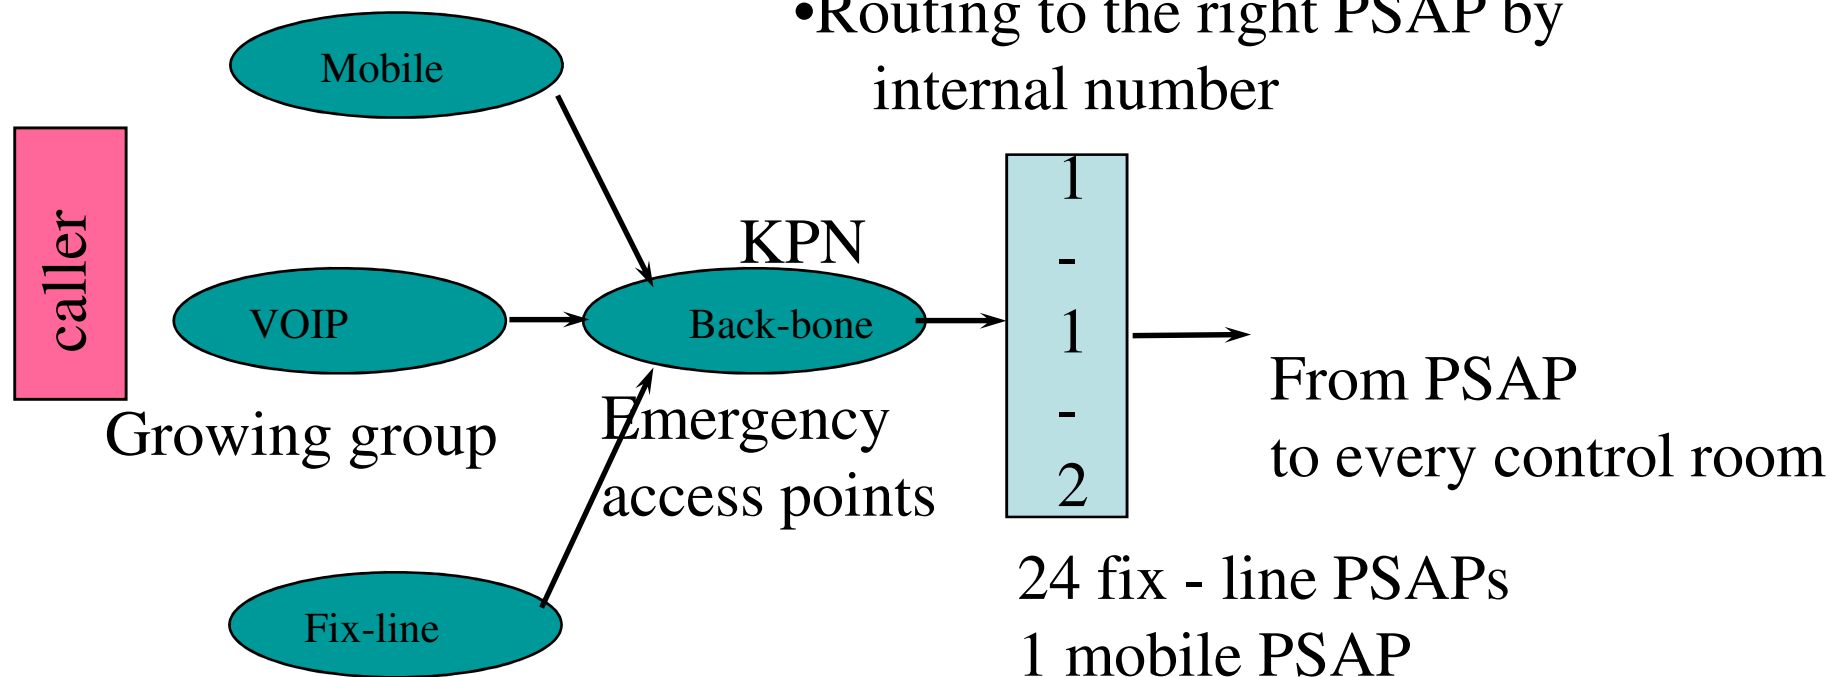 •Routing to the right PSAP by
internal number
Mobile
caller
KPN
VOIP
Back-bone
1
-
1
-
2
Growing group
Emergency
access points
From PSAP
to every control room
Fix-line
24 fix - line PSAPs
1 mobile PSAP